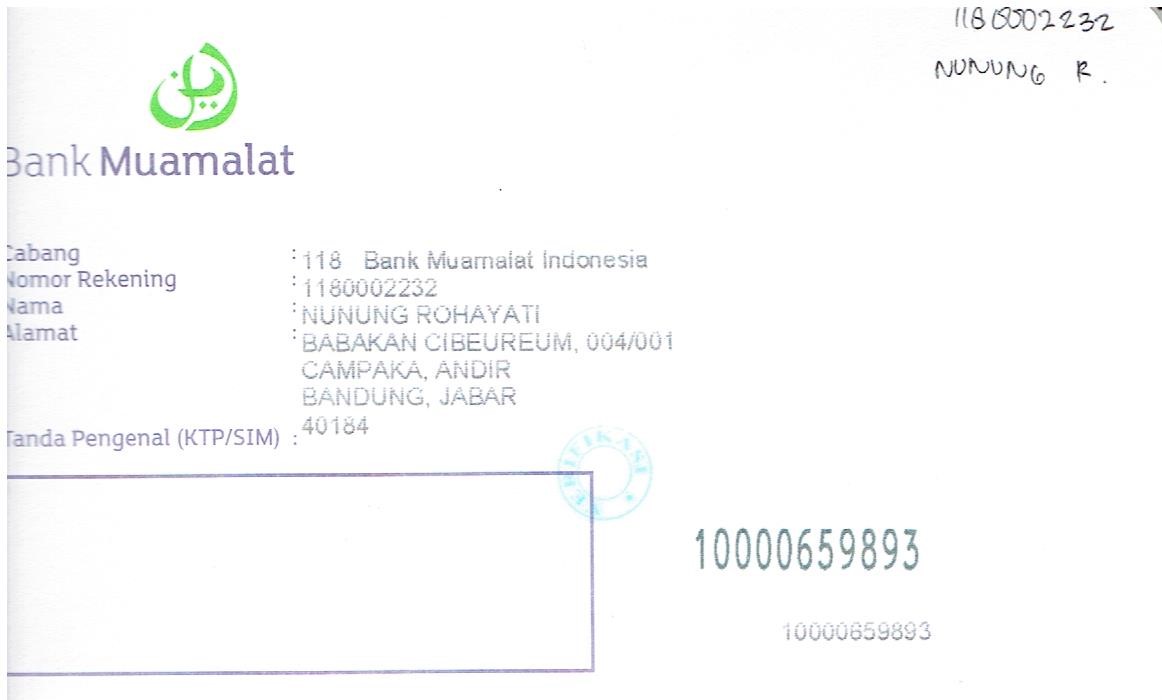 1180002232
NUNUNG R.
Bank Muamalat
Cabang : 118 Bank Muamalat Indonesia
Nomor Rekening : 1180002232
Nama : NUNUNG ROHAYATI
Alamat : BABAKAN CIBEUREUM, 004/001
CAMPAKA, ANDIR
BANDUNG, JABAR
40184
Tanda Pengenal (KTP/SIM) :
VERIFIKASI
10000659893
10000659893